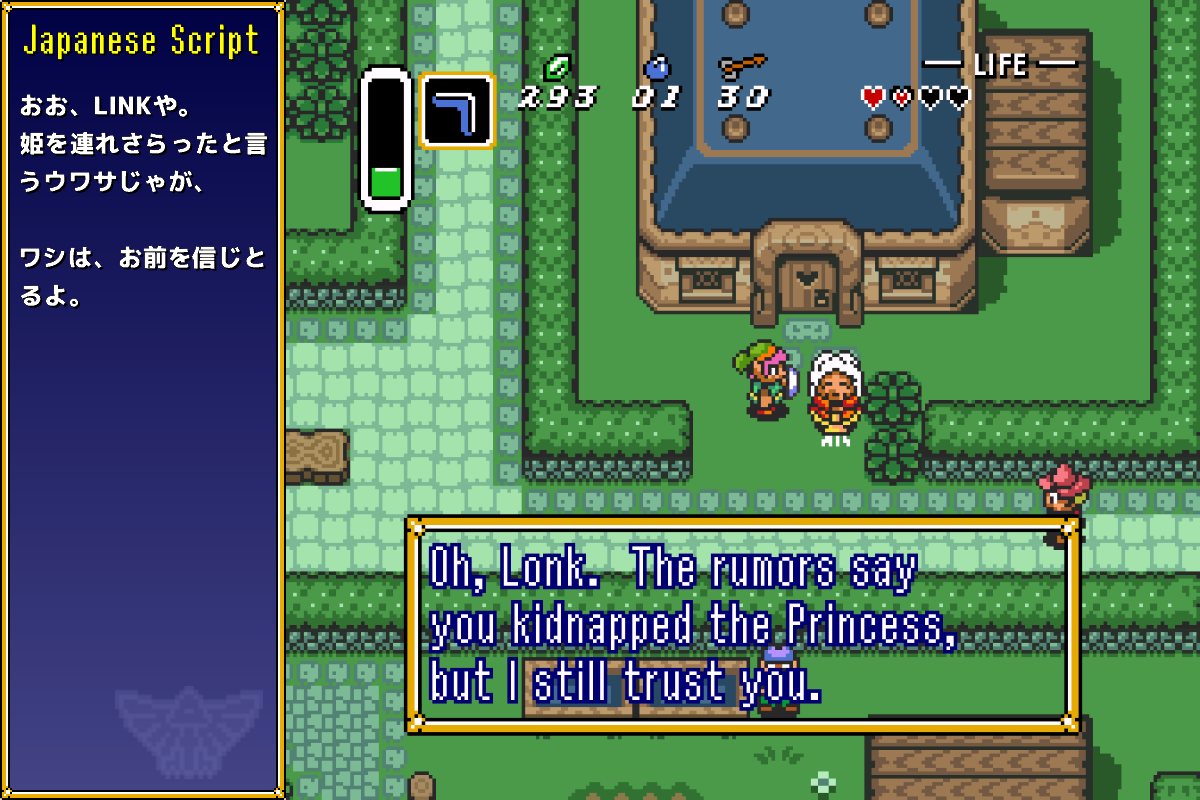 Japanese Script
おお、LINKや。
姫を連れさらったと言
うウワサじゃが、
ワシは、お前を信じと
るよ。
293 01 30
LIFE
Oh, Lonk. The rumors say
you kidnapped the Princess,
but I still trust you.